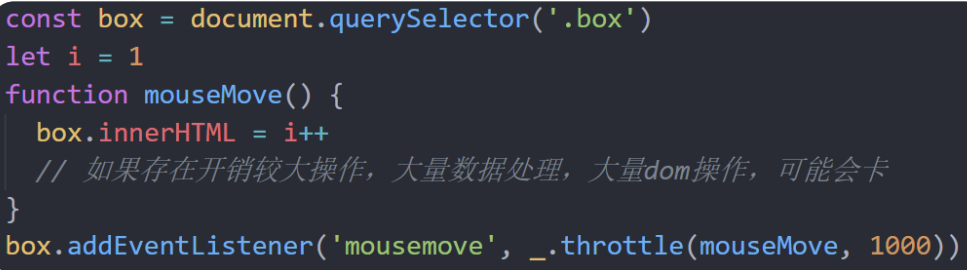 const box = document.querySelector('.box')
let i = 1
function mouseMove() {
  box.innerHTML = i++
  // 如果存在开销较大操作，大量数据处理，大量dom操作，可能会卡
}
box.addEventListener('mousemove', _.throttle(mouseMove, 1000))